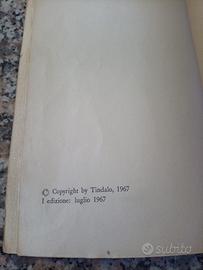 © Copyright by Tindalo, 1967
I edizione: luglio 1967
subito